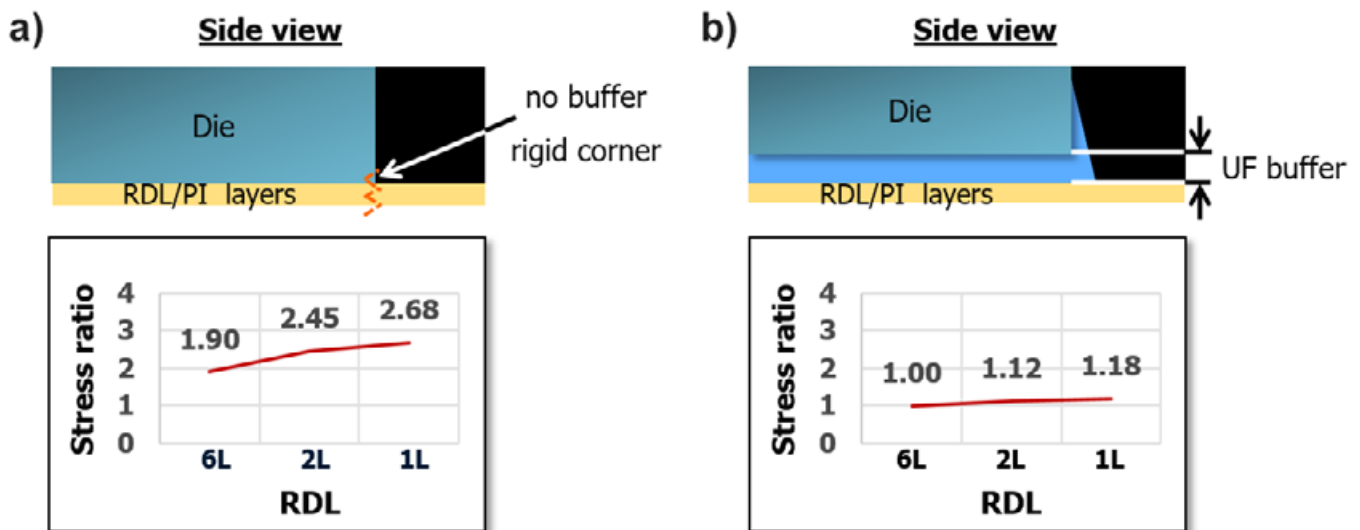 a)
Side view
Die
no buffer
rigid corner
RDL/PI layers
Stress ratio
4
3
2
1
0
1.90
2.45
2.68
6L
2L
1L
RDL
b)
Side view
Die
UF buffer
RDL/PI layers
Stress ratio
4
3
2
1
0
1.00
1.12
1.18
6L
2L
1L
RDL